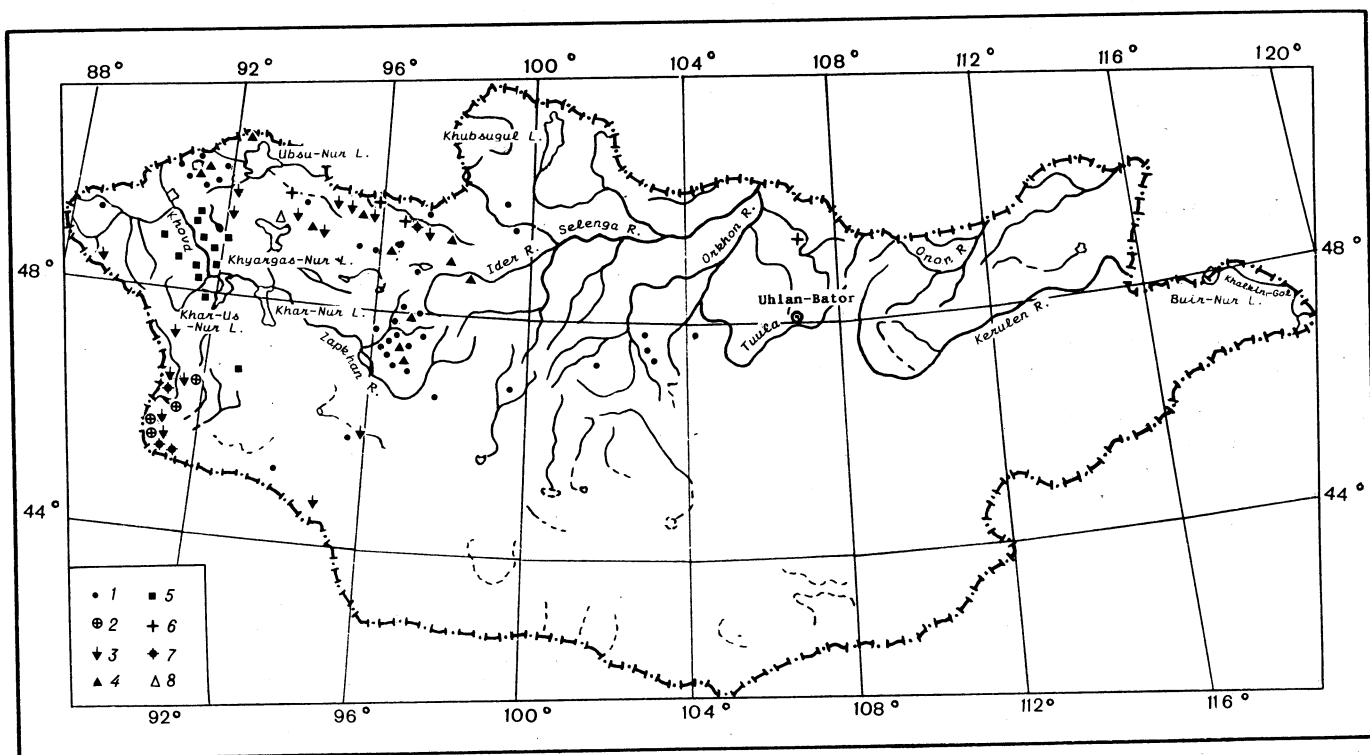 88° 92° 96° 100° 104° 108° 112° 116° 120°
Khubsugul L.
Ubsu-Nur L.
Khovd
Selenga R.
Orkhon R.
Onon R.
Ider R.
Khyargas-Nur L.
48° 48°
Khalkin-Gol
Buir-Nur L.
Uhlan-Bator
Khar-Us
-Nur L.
Khar-Nur L.
Zapkhan R.
Tuula
Kerulen R.
44° 44°
1 5
2 6
3 7
4 8
92° 96° 100° 104° 108° 112° 116°